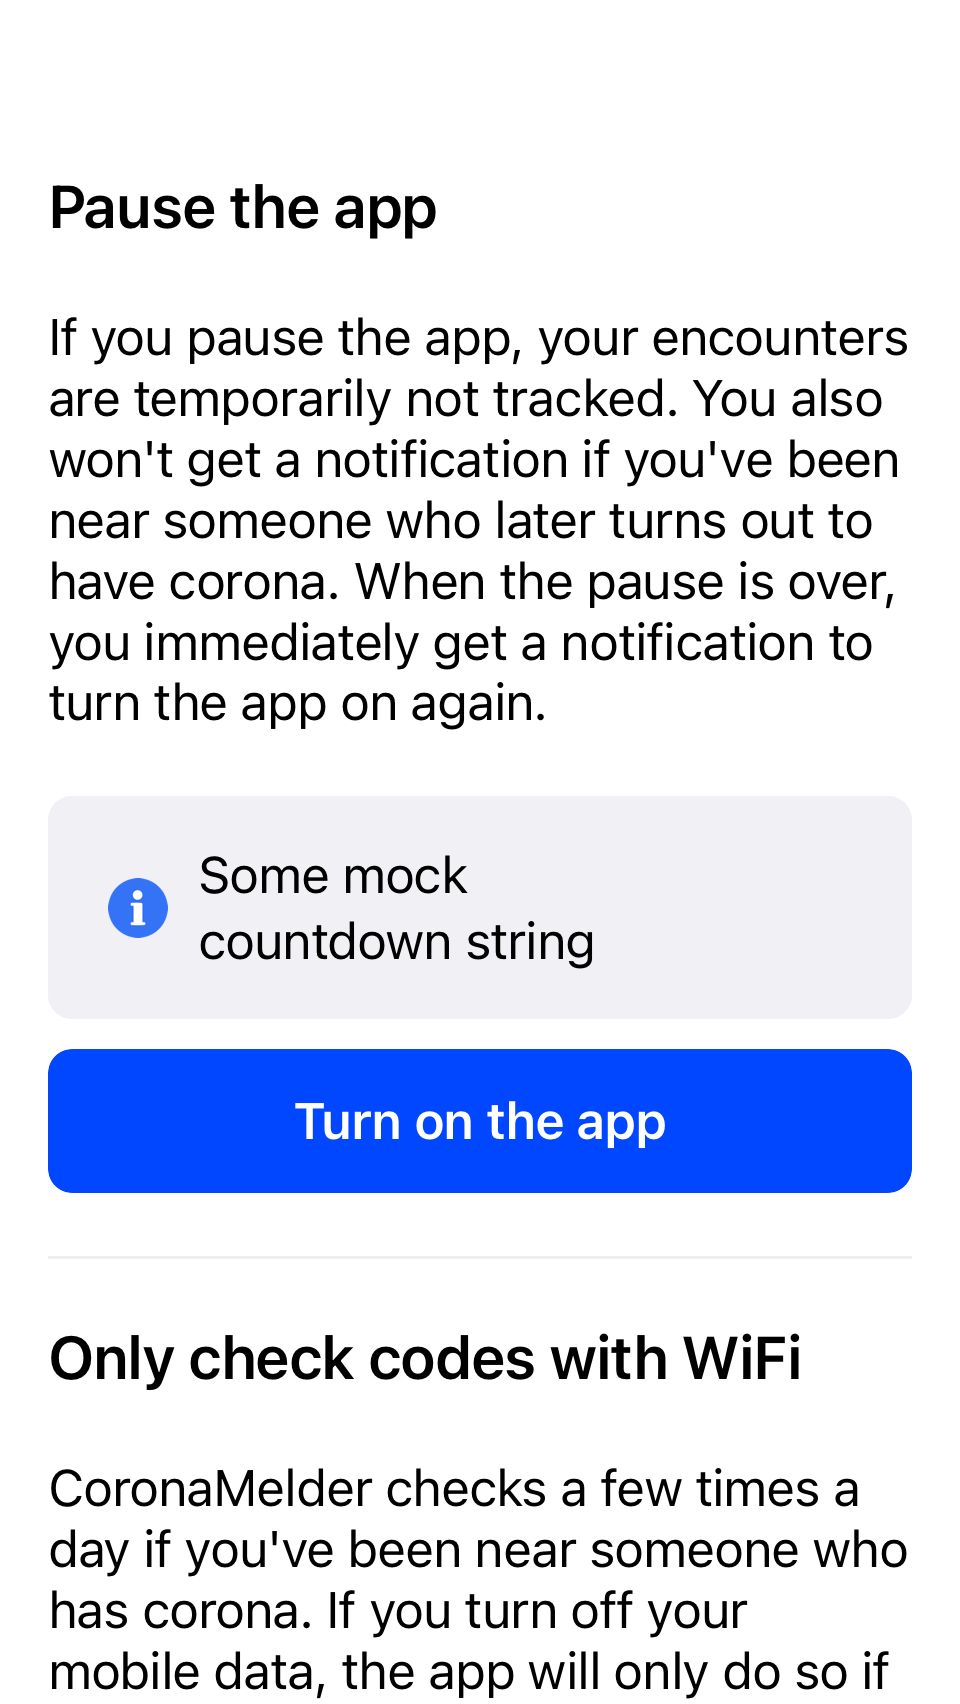 Pause the app
If you pause the app, your encounters
are temporarily not tracked. You also
won't get a notification if you've been
near someone who later turns out to
have corona. When the pause is over,
you immediately get a notification to
turn the app on again.
Some mock
countdown string
Turn on the app
Only check codes with WiFi
CoronaMelder checks a few times a
day if you've been near someone who
has corona. If you turn off your
mobile data, the app will only do so if